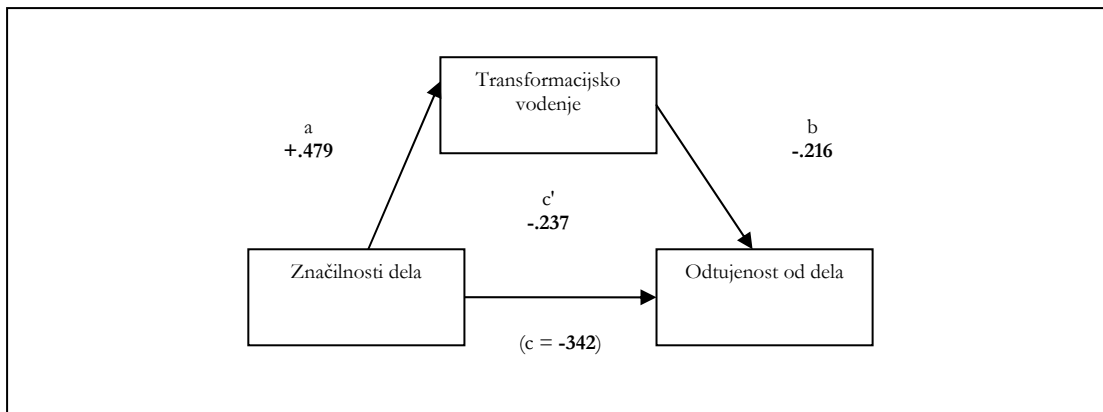 Transformacijsko
vodenje
a
+.479
b
-.216
c'
-.237
Značilnosti dela
Odtujenost od dela
(c = -342)